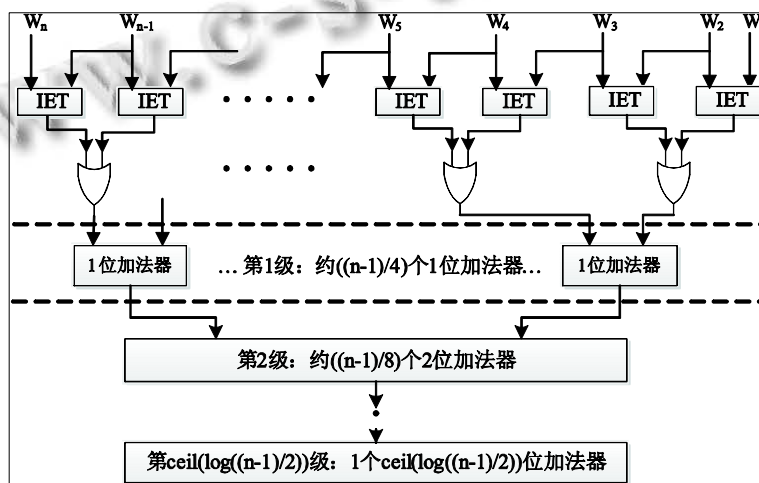 www.c-s
Wn Wn-1 W5 W4 W3 W2 W
IET IET ····· IET IET IET IET
·····
1位加法器 …第1级：约((n-1)/4)个1位加法器… 1位加法器
第2级：约((n-1)/8)个2位加法器
第ceil(log((n-1)/2))级：1个ceil(log((n-1)/2))位加法器